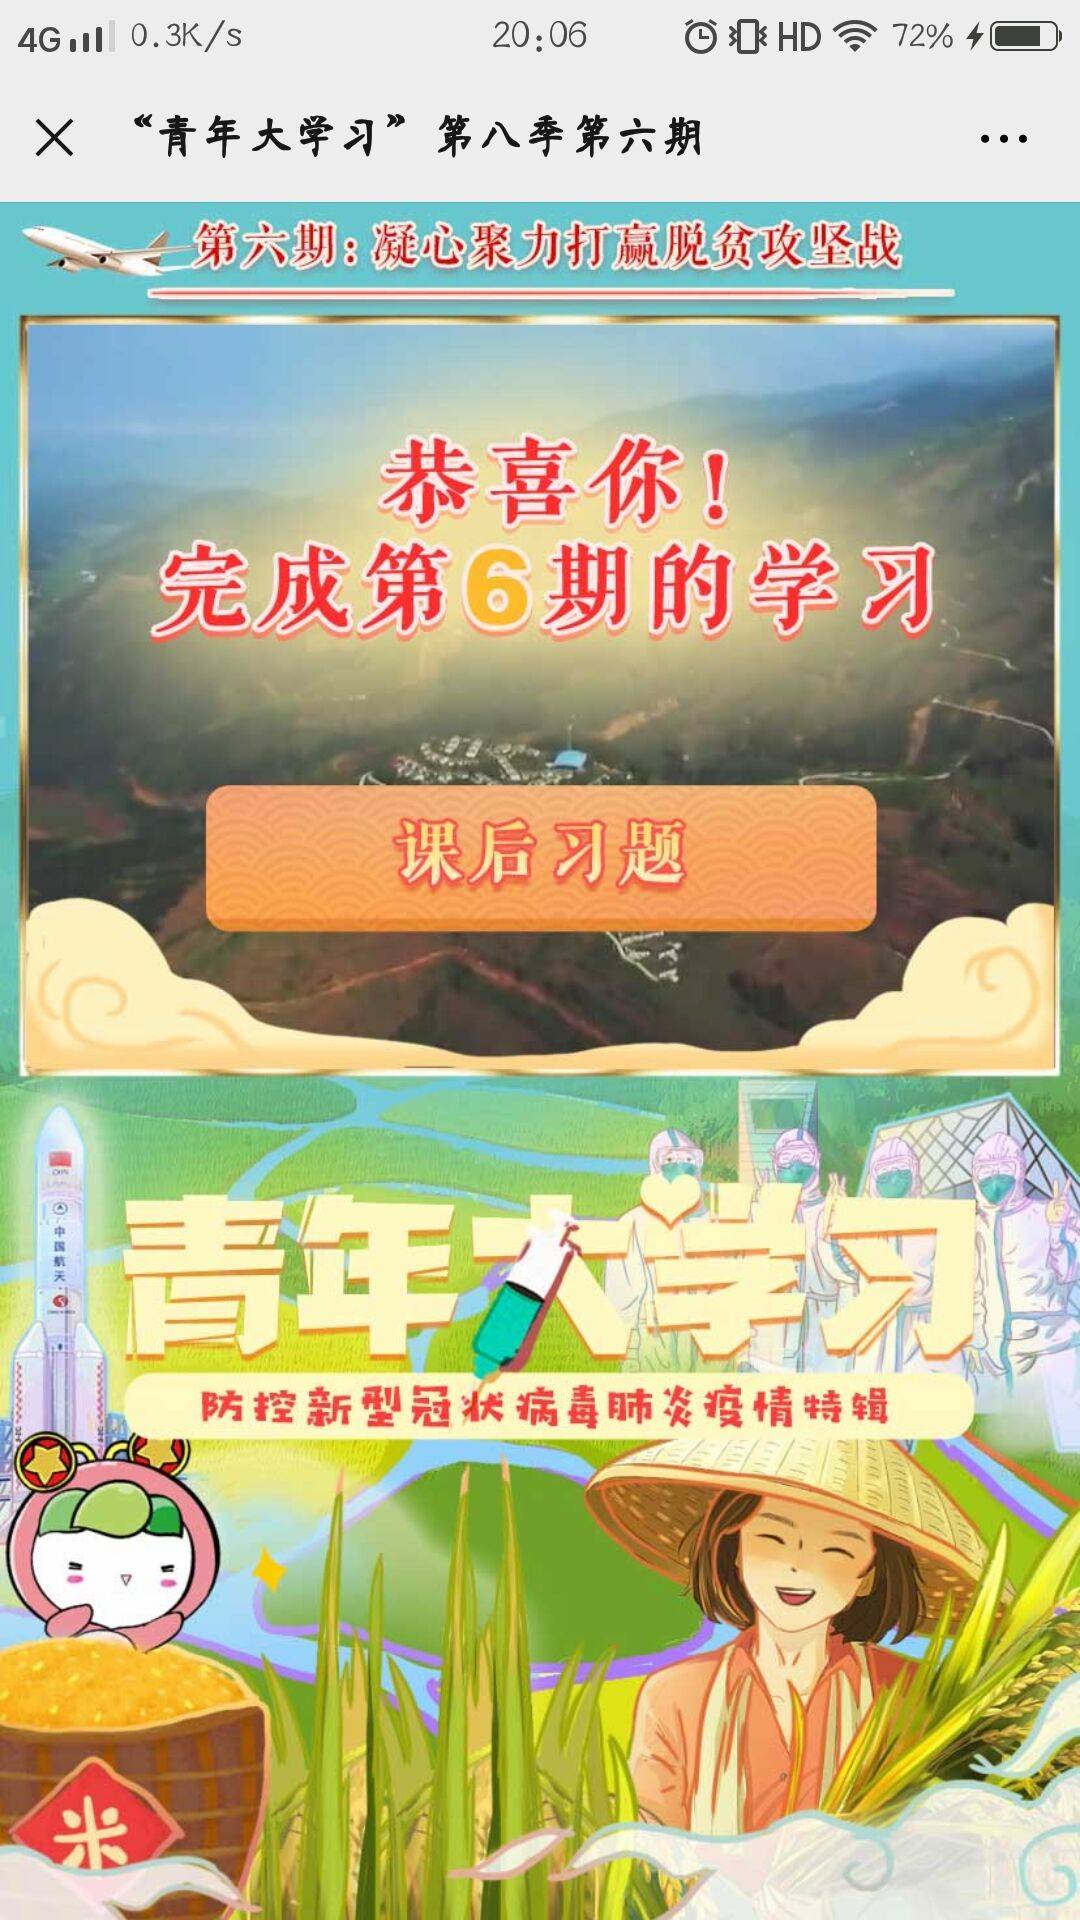 4G 0.3K/s 20:06 HD 72%
“青年大学习”第八季第六期
第六期:凝心聚力打赢脱贫攻坚战
恭喜你!
完成第6期的学习
课后习题
中国航天
青年大学习
防控新型冠状病毒肺炎疫情特辑
米